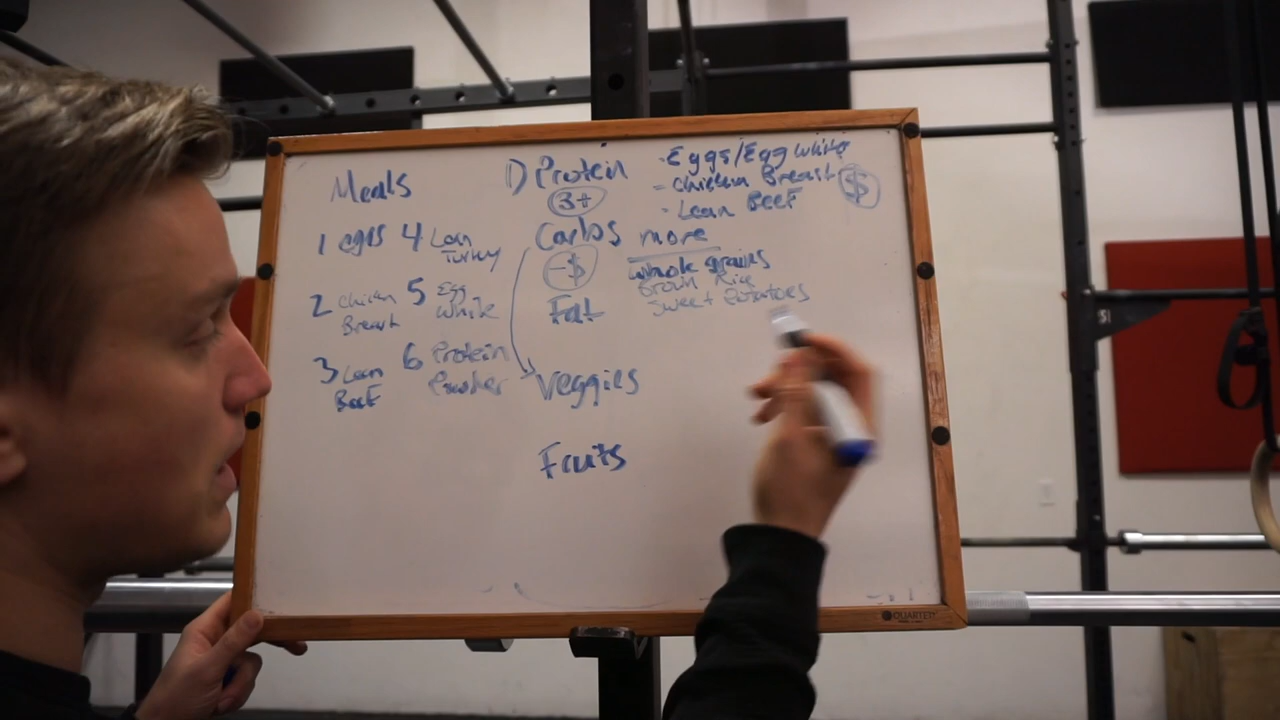 Meals
1 eggs 4 Lean
Turkey
2 Chicken
Breast
5 Egg
White
3 Lean
Beef
6 Protein
Powder
1) Protein
3+
- Eggs/Egg White
- Chicken Breast
$
- Lean Beef
Carbs more
-$
whole grains
Brown Rice
Sweet Potatoes
Fat
Veggies
Fruits
QUARTET